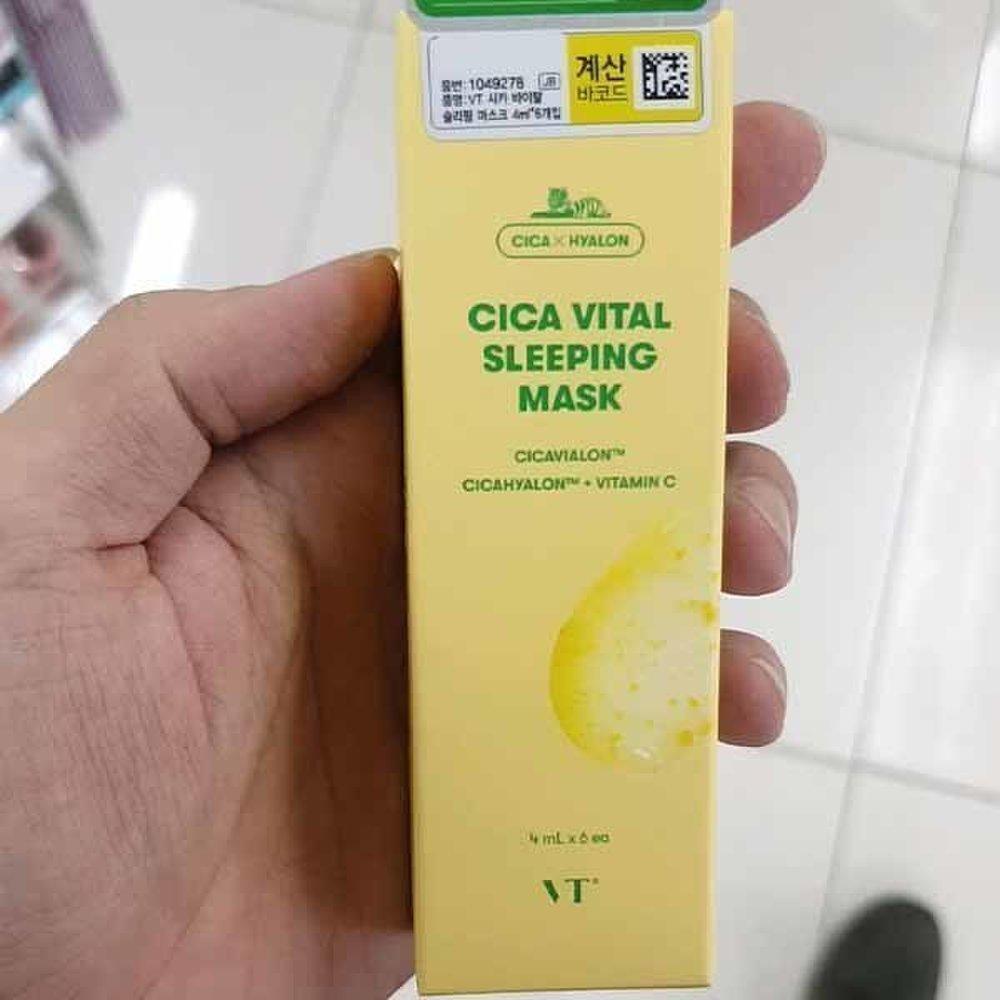 품번: 1049278 JB
품명: VT 시카 바이탈
슬리핑 마스크 4ml*6개입
계산
바코드
CICA × HYALON
CICA VITAL
SLEEPING
MASK
CICAVIALON™
CICAHYALON™ + VITAMIN C
4 mL x 6 ea
VT®